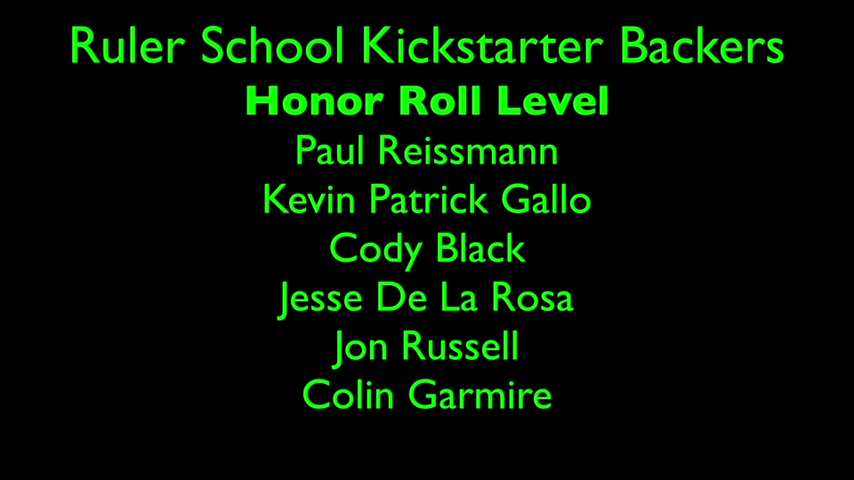 Ruler School Kickstarter Backers
Honor Roll Level
Paul Reissmann
Kevin Patrick Gallo
Cody Black
Jesse De La Rosa
Jon Russell
Colin Garmire